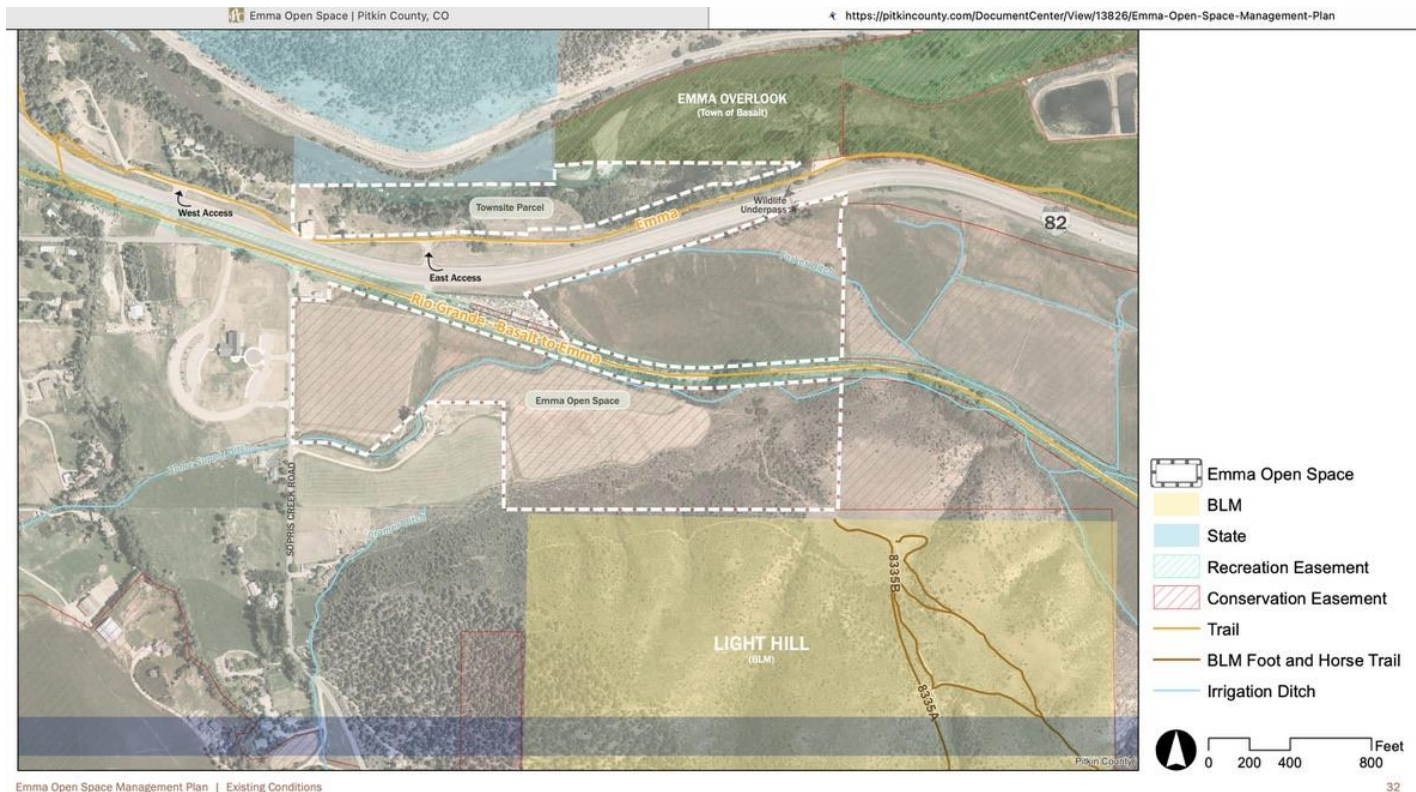 Emma Open Space | Pitkin County, CO
https://pitkincounty.com/DocumentCenter/View/13826/Emma-Open-Space-Management-Plan
EMMA OVERLOOK
(Town of Basalt)
West Access
Townsite Parcel
Emma
Wildlife
Underpass
82
East Access
Rio Grande - Basalt to Emma
Emma Open Space
Home Supply Ditch
SOPRIS CREEK ROAD
8335B
LIGHT HILL
(BLM)
8335A
Pitkin County
Emma Open Space
BLM
State
Recreation Easement
Conservation Easement
Trail
BLM Foot and Horse Trail
Irrigation Ditch
0 200 400 800 Feet
Emma Open Space Management Plan | Existing Conditions
32